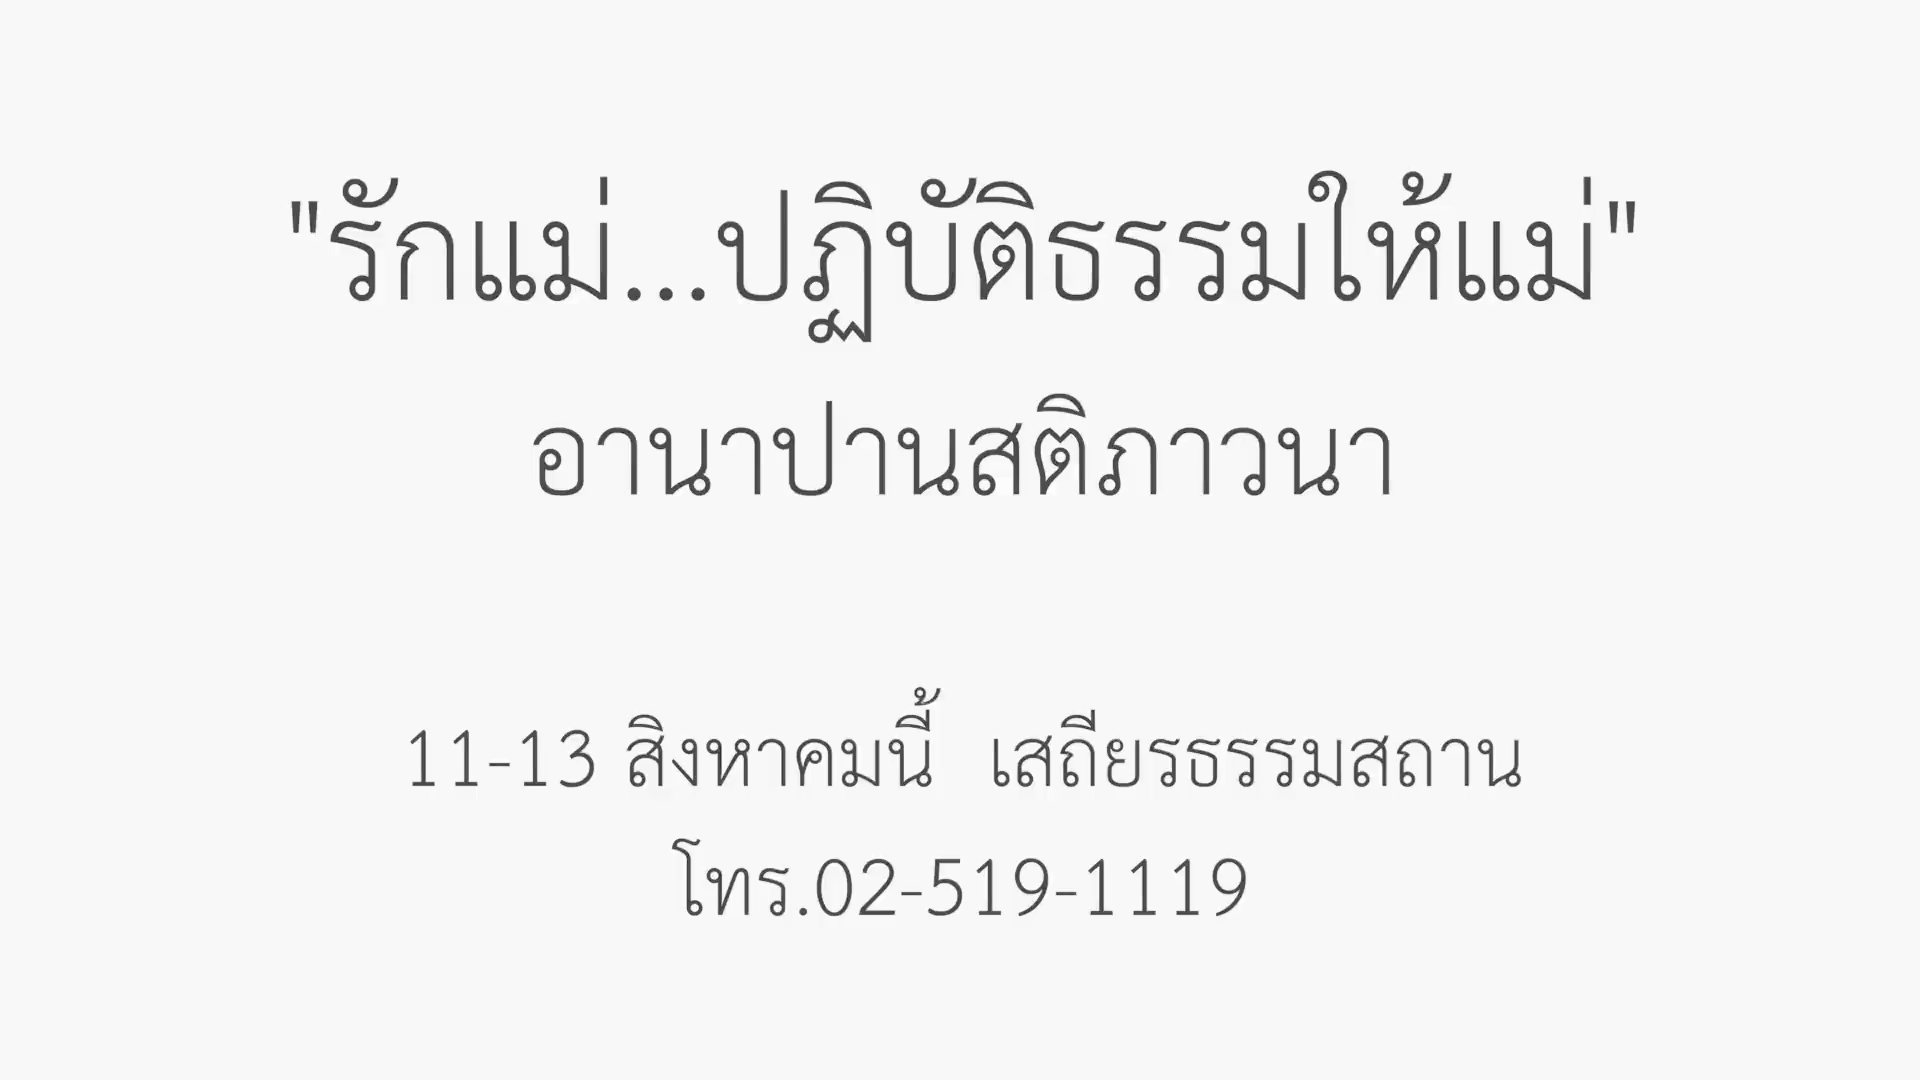 "รักแม่...ปฏิบัติธรรมให้แม่"
อานาปานสติภาวนา
11-13 สิงหาคมนี้ เสถียรธรรมสถาน
โทร.02-519-1119